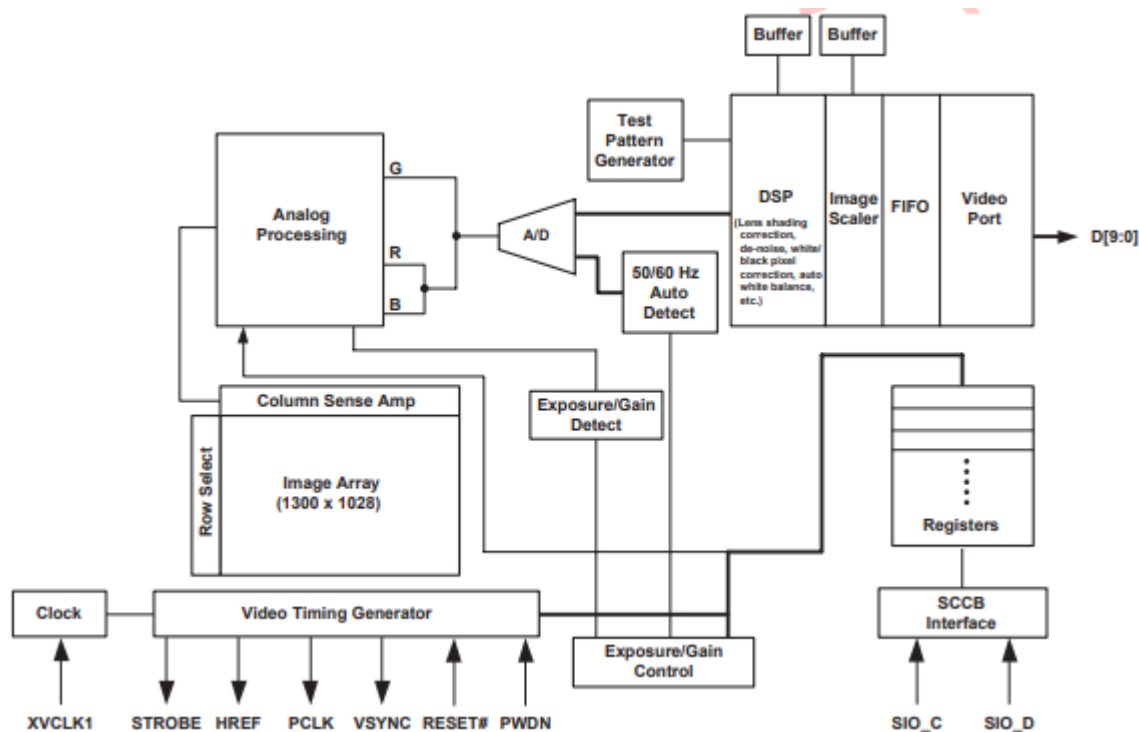 Buffer
Buffer
Test
Pattern
Generator
DSP
(Lens shading
correction,
de-noise, white/
black pixel
correction, auto
white balance,
etc.)
Image
Scaler
FIFO
Video
Port
D[9:0]
Analog
Processing
G
R
B
A/D
50/60 Hz
Auto
Detect
Column Sense Amp
Row Select
Image Array
(1300 x 1028)
Exposure/Gain
Detect
Registers
Clock
Video Timing Generator
Exposure/Gain
Control
SCCB
Interface
XVCLK1
STROBE
HREF
PCLK
VSYNC
RESET#
PWDN
SIO_C
SIO_D